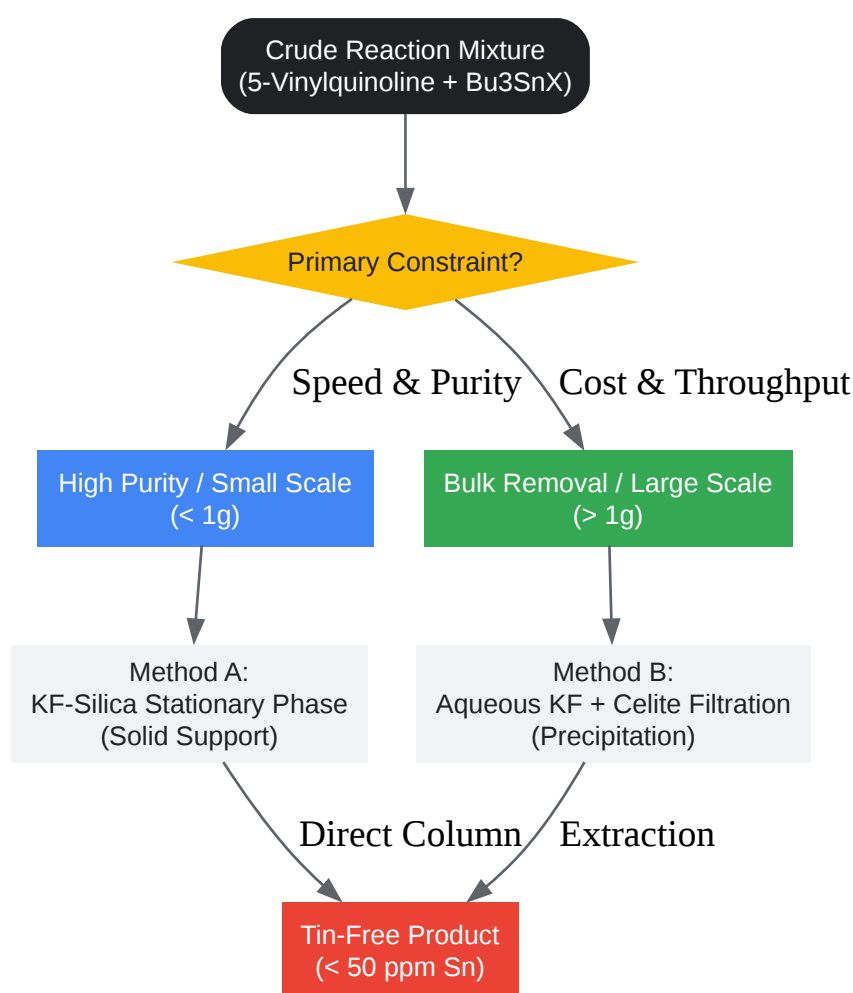 Crude Reaction Mixture
(5-Vinylquinoline + Bu3SnX)
Primary Constraint?
Speed & Purity
Cost & Throughput
High Purity / Small Scale
(< 1g)
Bulk Removal / Large Scale
(> 1g)
Method A:
KF-Silica Stationary Phase
(Solid Support)
Method B:
Aqueous KF + Celite Filtration
(Precipitation)
Direct Column
Extraction
Tin-Free Product
(< 50 ppm Sn)